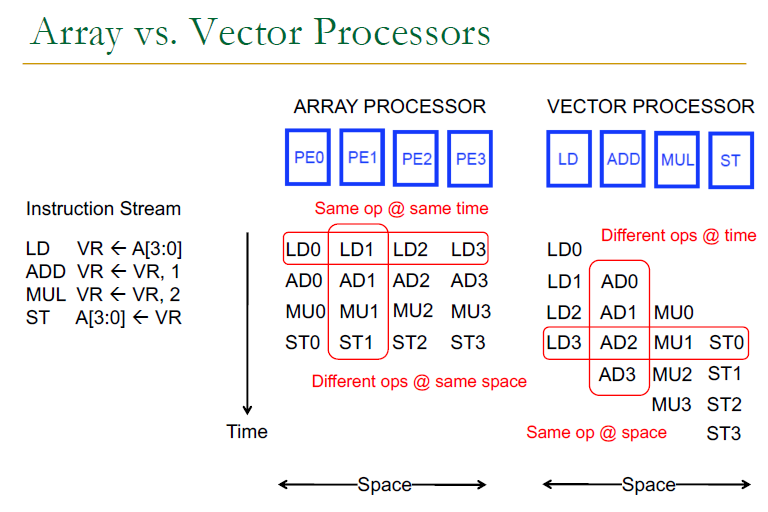 Array vs. Vector Processors
ARRAY PROCESSOR
VECTOR PROCESSOR
PE0 PE1 PE2 PE3
LD ADD MUL ST
Instruction Stream
LD VR ← A[3:0]
ADD VR ← VR, 1
MUL VR ← VR, 2
ST A[3:0] ← VR
Time
Same op @ same time
LD0 LD1 LD2 LD3
AD0 AD1 AD2 AD3
MU0 MU1 MU2 MU3
ST0 ST1 ST2 ST3
Different ops @ same space
Space
Different ops @ time
LD0
LD1 AD0
LD2 AD1 MU0
LD3 AD2 MU1 ST0
AD3 MU2 ST1
MU3 ST2
ST3
Same op @ space
Space